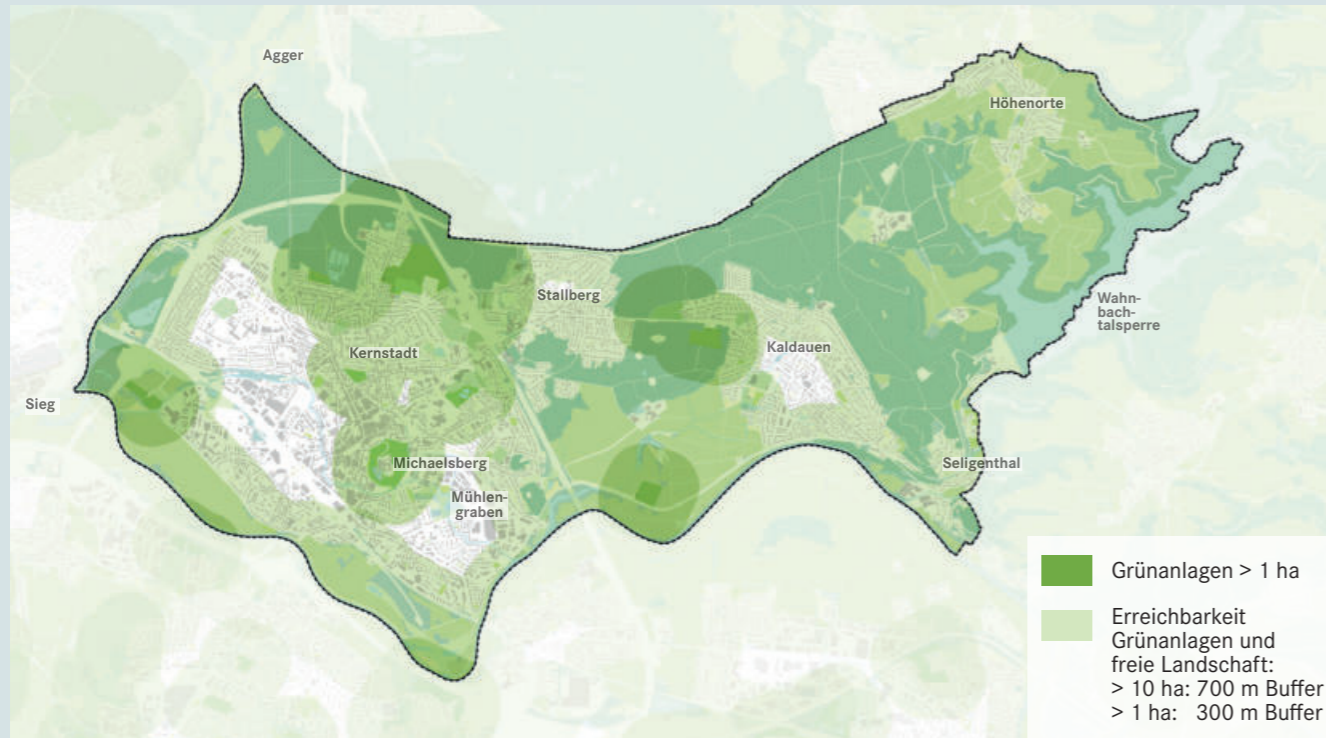 Agger
Höhenorte
Stallberg
Wahn-
bach-
talsperre
Kernstadt
Kaldauen
Sieg
Michaelsberg
Seligenthal
Mühlen-
graben
Grünanlagen > 1 ha
Erreichbarkeit
Grünanlagen und
freie Landschaft:
> 10 ha: 700 m Buffer
> 1 ha: 300 m Buffer